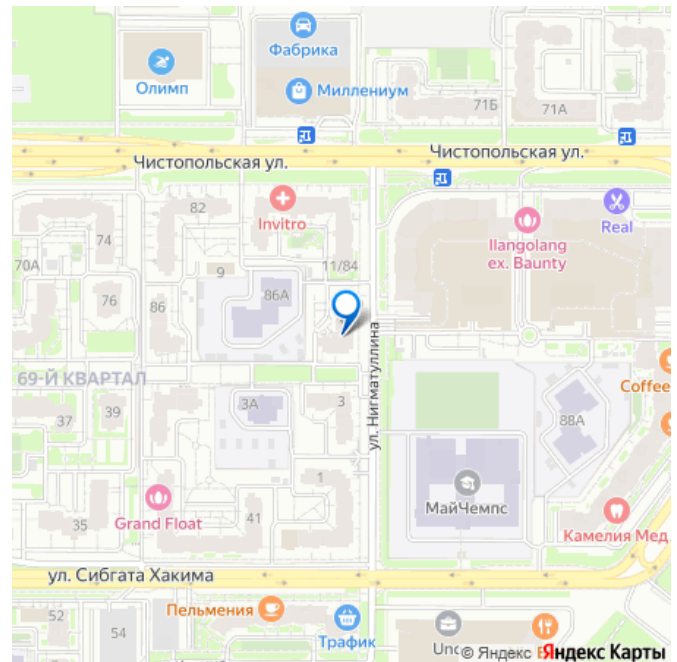 Фабрика
Олимп
Миллениум
71Б
71А
Чистопольская ул.
Чистопольская ул.
82
Invitro
Real
Ilangolang
ex. Baunty
74
70А
11/84
9
86А
76
86
ул. Нигматуллина
69-Й КВАРТАЛ
Coffee
3А
3
39
37
88А
1
МайЧемпс
Grand Float
41
35
Камелия Мед
ул. Сибгата Хакима
Пельмения
52
54
Трафик
© Яндекс Яндекс Карты